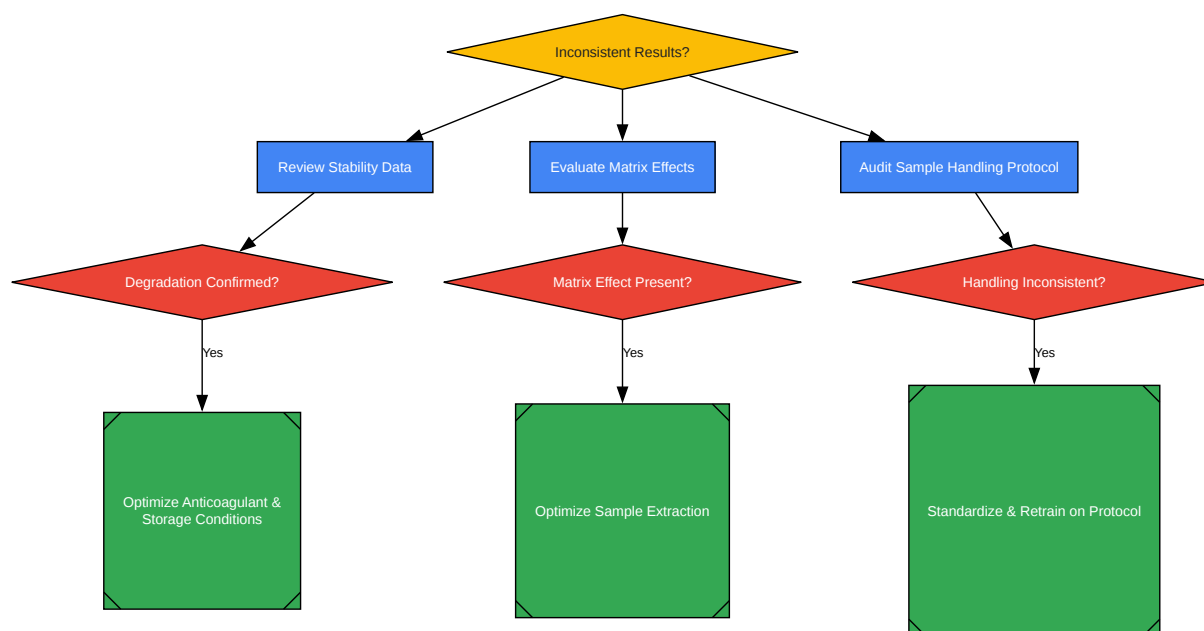 Inconsistent Results?
Review Stability Data
Evaluate Matrix Effects
Audit Sample Handling Protocol
Degradation Confirmed?
Matrix Effect Present?
Handling Inconsistent?
Yes
Yes
Yes
Optimize Anticoagulant &
Storage Conditions
Optimize Sample Extraction
Standardize & Retrain on Protocol